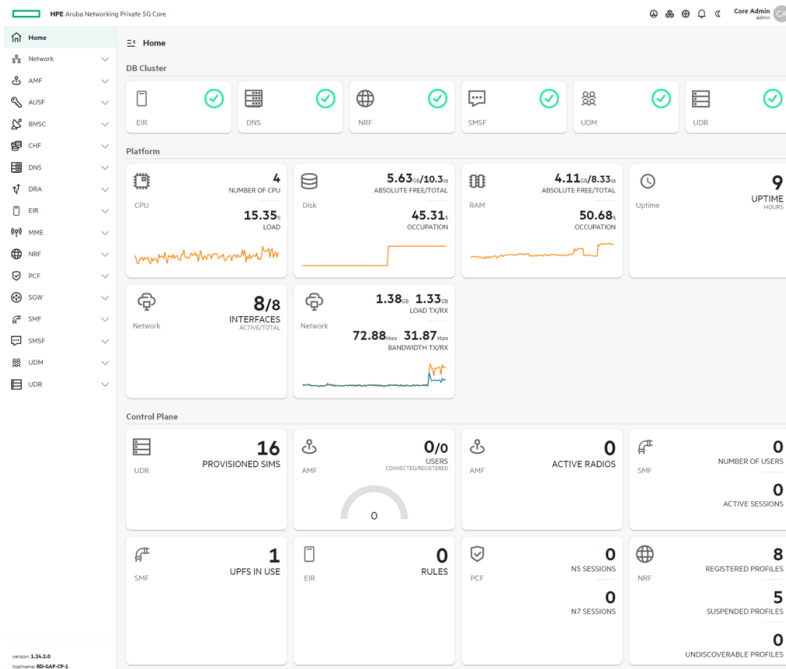 HPE Aruba Networking Private 5G Core
Core Admin
admin
CA
Home
Network
AMF
AUSF
BMSC
CHF
DNS
DRA
EIR
MME
NRF
PCF
SGW
SMF
SMSF
UDM
UDR
version: 1.24.2.0
hostname: RD-GAF-CP-1
Home
DB Cluster
EIR
DNS
NRF
SMSF
UDM
UDR
Platform
CPU
4
NUMBER OF CPU
15.35%
LOAD
Disk
5.63GB/10.3GB
ABSOLUTE FREE/TOTAL
45.31%
OCCUPATION
RAM
4.11GB/8.33GB
ABSOLUTE FREE/TOTAL
50.68%
OCCUPATION
Uptime
9
UPTIME
HOURS
Network
8/8
INTERFACES
ACTIVE/TOTAL
Network
1.38GB 1.33GB
LOAD TX/RX
72.88kbps 31.87kbps
BANDWIDTH TX/RX
Control Plane
UDR
16
PROVISIONED SIMS
AMF
0/0
USERS
CONNECTED/REGISTERED
0
AMF
0
ACTIVE RADIOS
SMF
0
NUMBER OF USERS
0
ACTIVE SESSIONS
SMF
1
UPFS IN USE
EIR
0
RULES
PCF
0
N5 SESSIONS
0
N7 SESSIONS
NRF
8
REGISTERED PROFILES
5
SUSPENDED PROFILES
0
UNDISCOVERABLE PROFILES